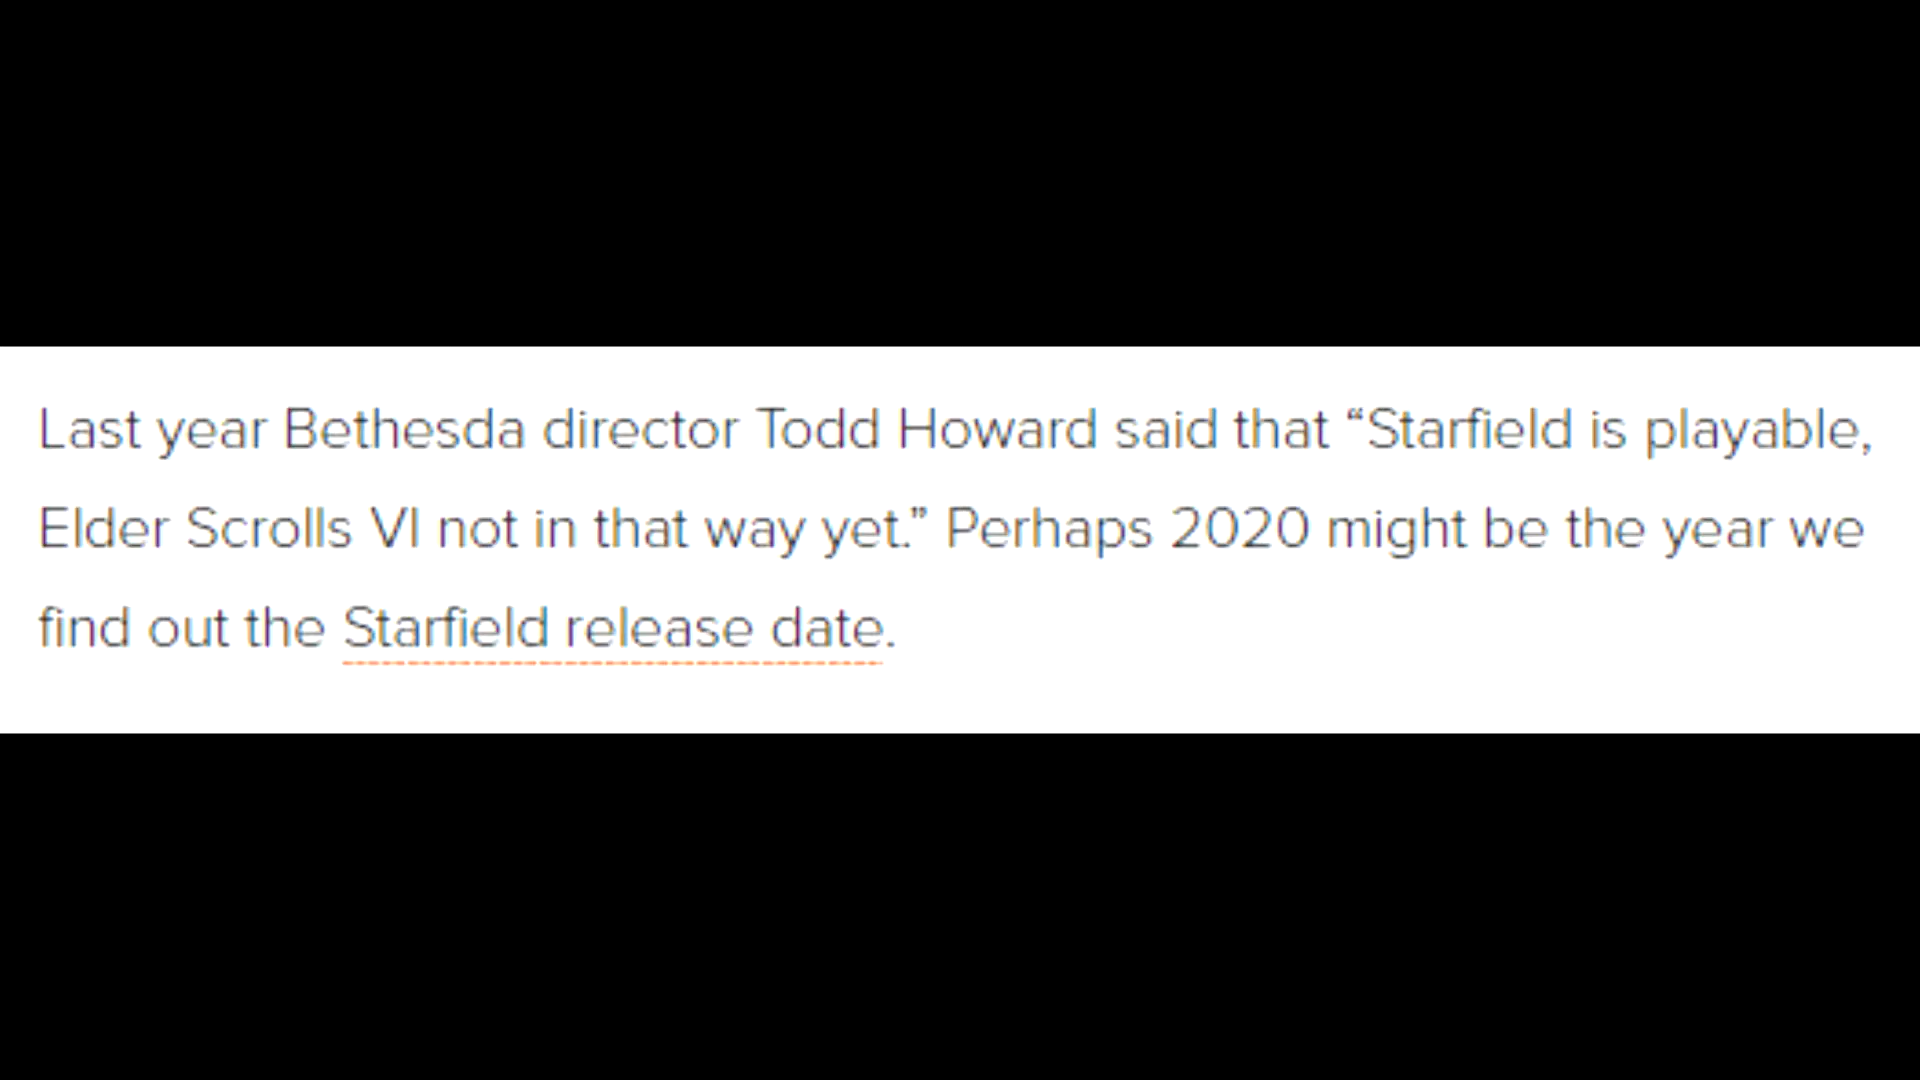 Last year Bethesda director Todd Howard said that “Starfield is playable,
Elder Scrolls VI not in that way yet.” Perhaps 2020 might be the year we
find out the Starfield release date.